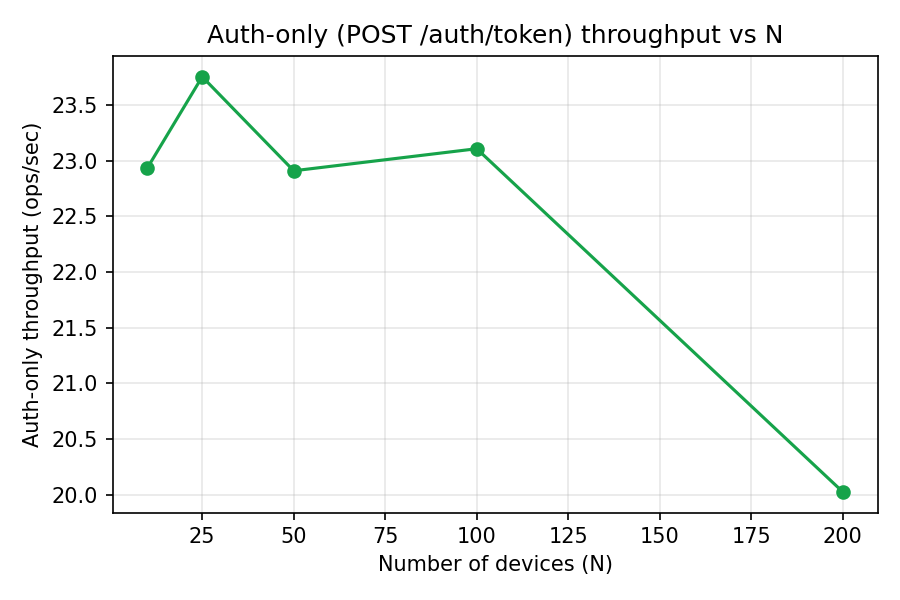 Auth-only (POST /auth/token) throughput vs N
Auth-only throughput (ops/sec)
23.5
23.0
22.5
22.0
21.5
21.0
20.5
20.0
25 50 75 100 125 150 175 200
Number of devices (N)